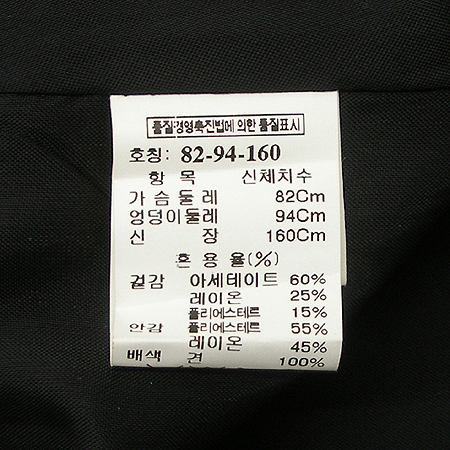 품질경영촉진법에 의한 품질표시
호칭: 82-94-160
항 목 신체치수
가 슴 둘 레 82Cm
엉덩이둘레 94Cm
신 장 160Cm
혼 용 율(%)
겉감 아세테이트 60%
레이온 25%
폴리에스테르 15%
안감 폴리에스테르 55%
레이온 45%
배색 견 100%